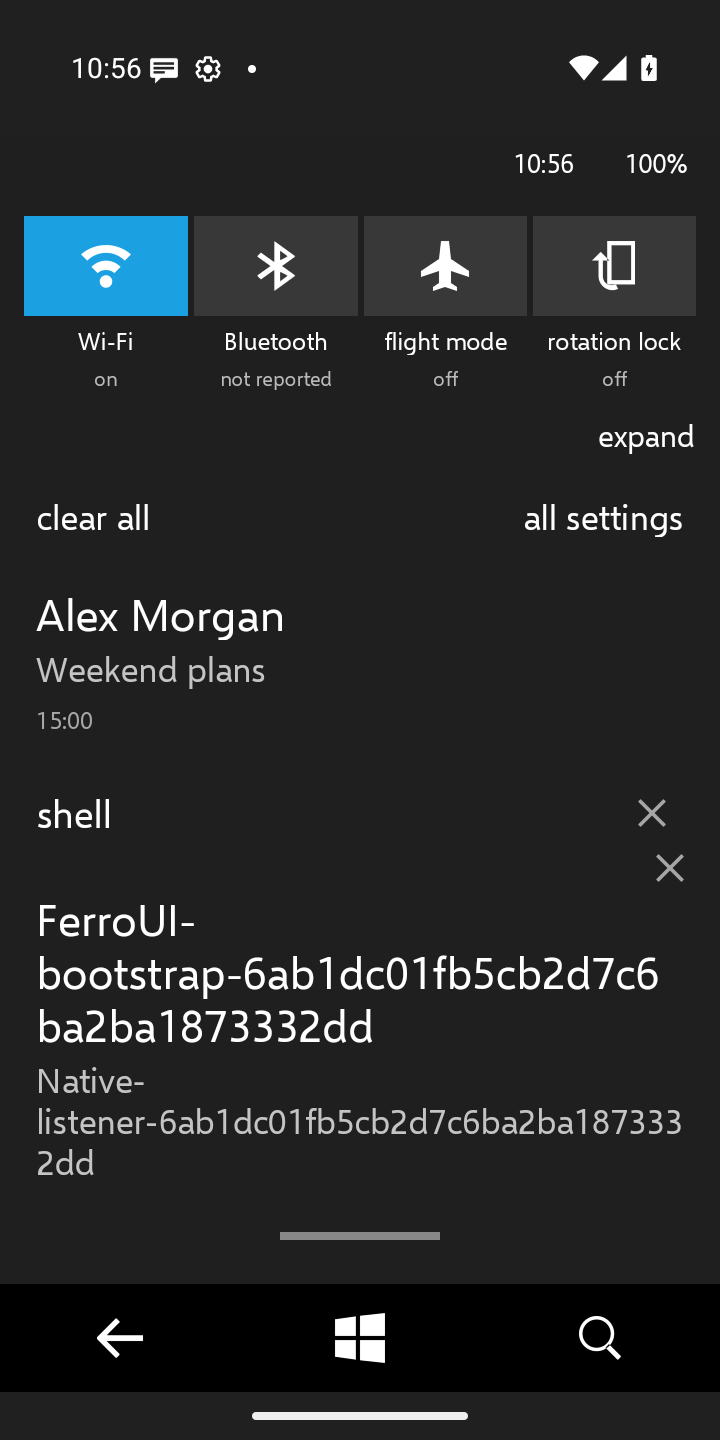 10:56
10:56 100%
Wi-Fi Bluetooth flight mode rotation lock
on not reported off off
expand
clear all all settings
Alex Morgan
Weekend plans
15:00
shell
FerroUI-
bootstrap-6ab1dc01fb5cb2d7c6
ba2ba1873332dd
Native-
listener-6ab1dc01fb5cb2d7c6ba2ba187333
2dd